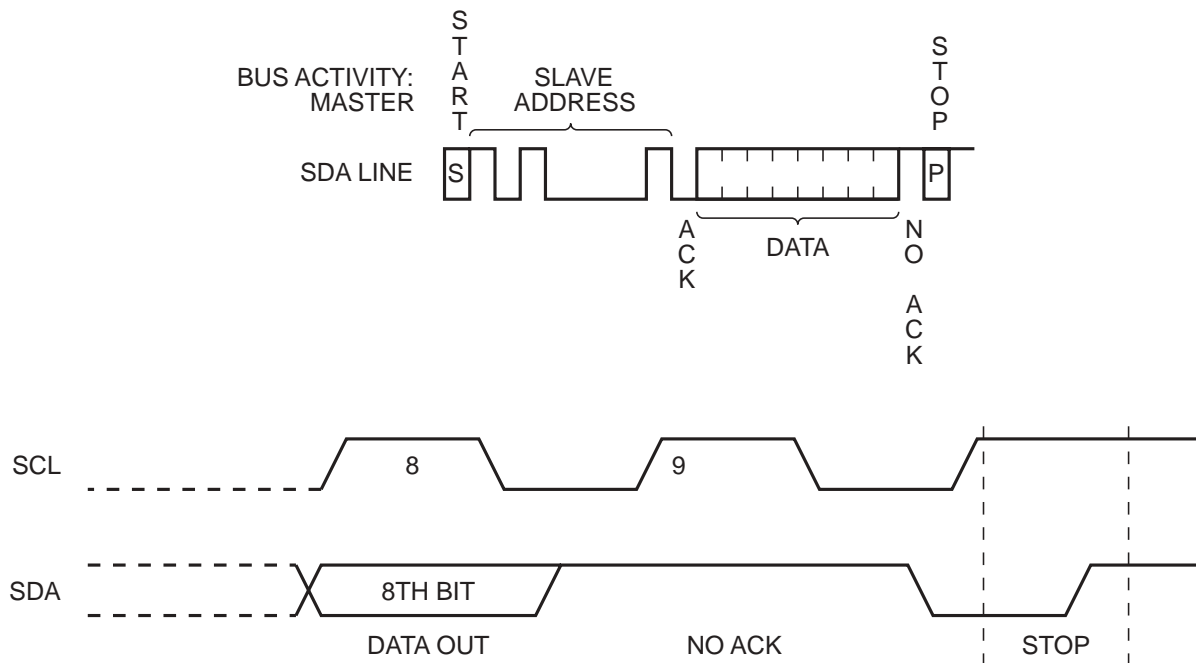 START
BUS ACTIVITY:
MASTER
SLAVE
ADDRESS
STOP
SDA LINE
S
P
ACK
DATA
NO ACK
SCL
8
9
SDA
8TH BIT
DATA OUT
NO ACK
STOP